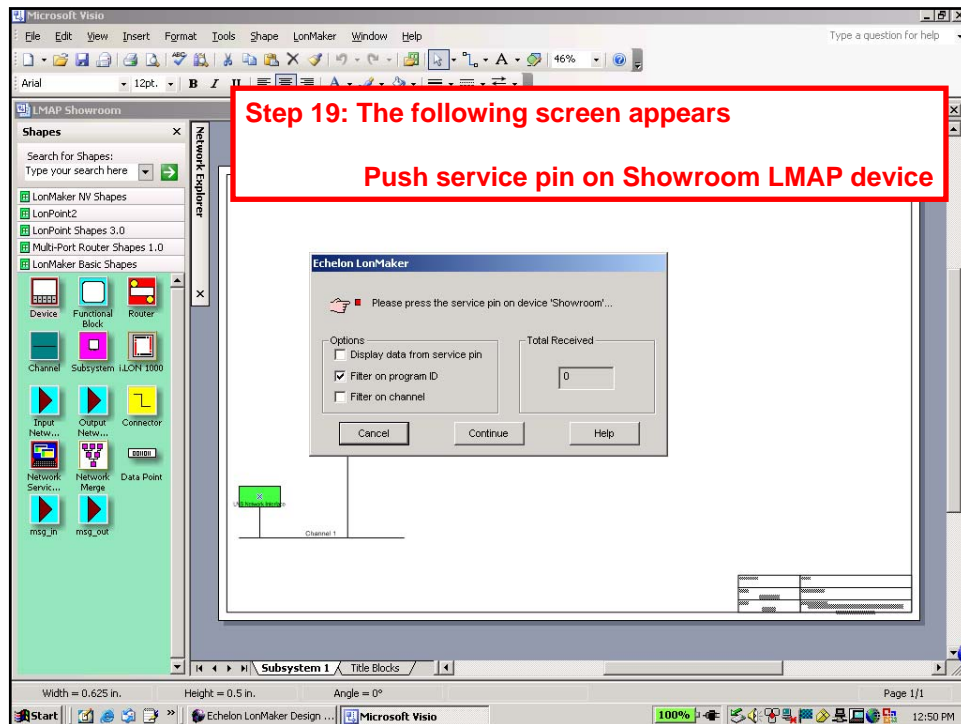 Microsoft Visio
File Edit View Insert Format Tools Shape LonMaker Window Help
Type a question for help
46%
Arial
12pt.
B I U
Step 19: The following screen appears
Push service pin on Showroom LMAP device
LMAP Showroom
Shapes
Network Explorer
Search for Shapes:
Type your search here
LonMaker NV Shapes
LonPoint2
LonPoint Shapes 3.0
Multi-Port Router Shapes 1.0
LonMaker Basic Shapes
Device
Functional Block
Router
Channel
Subsystem
i.LON 1000
Input Netw...
Output Netw...
Connector
Network Servic...
Network Merge
Data Point
msg_in
msg_out
Echelon LonMaker
Please press the service pin on device 'Showroom'...
Options
Display data from service pin
Filter on program ID
Filter on channel
Total Received
0
Cancel
Continue
Help
LNS Network Interface
Channel 1
Subsystem 1
Title Blocks
Width = 0.625 in.
Height = 0.5 in.
Angle = 0°
Page 1/1
Start
Echelon LonMaker Design ...
Microsoft Visio
100%
12:50 PM